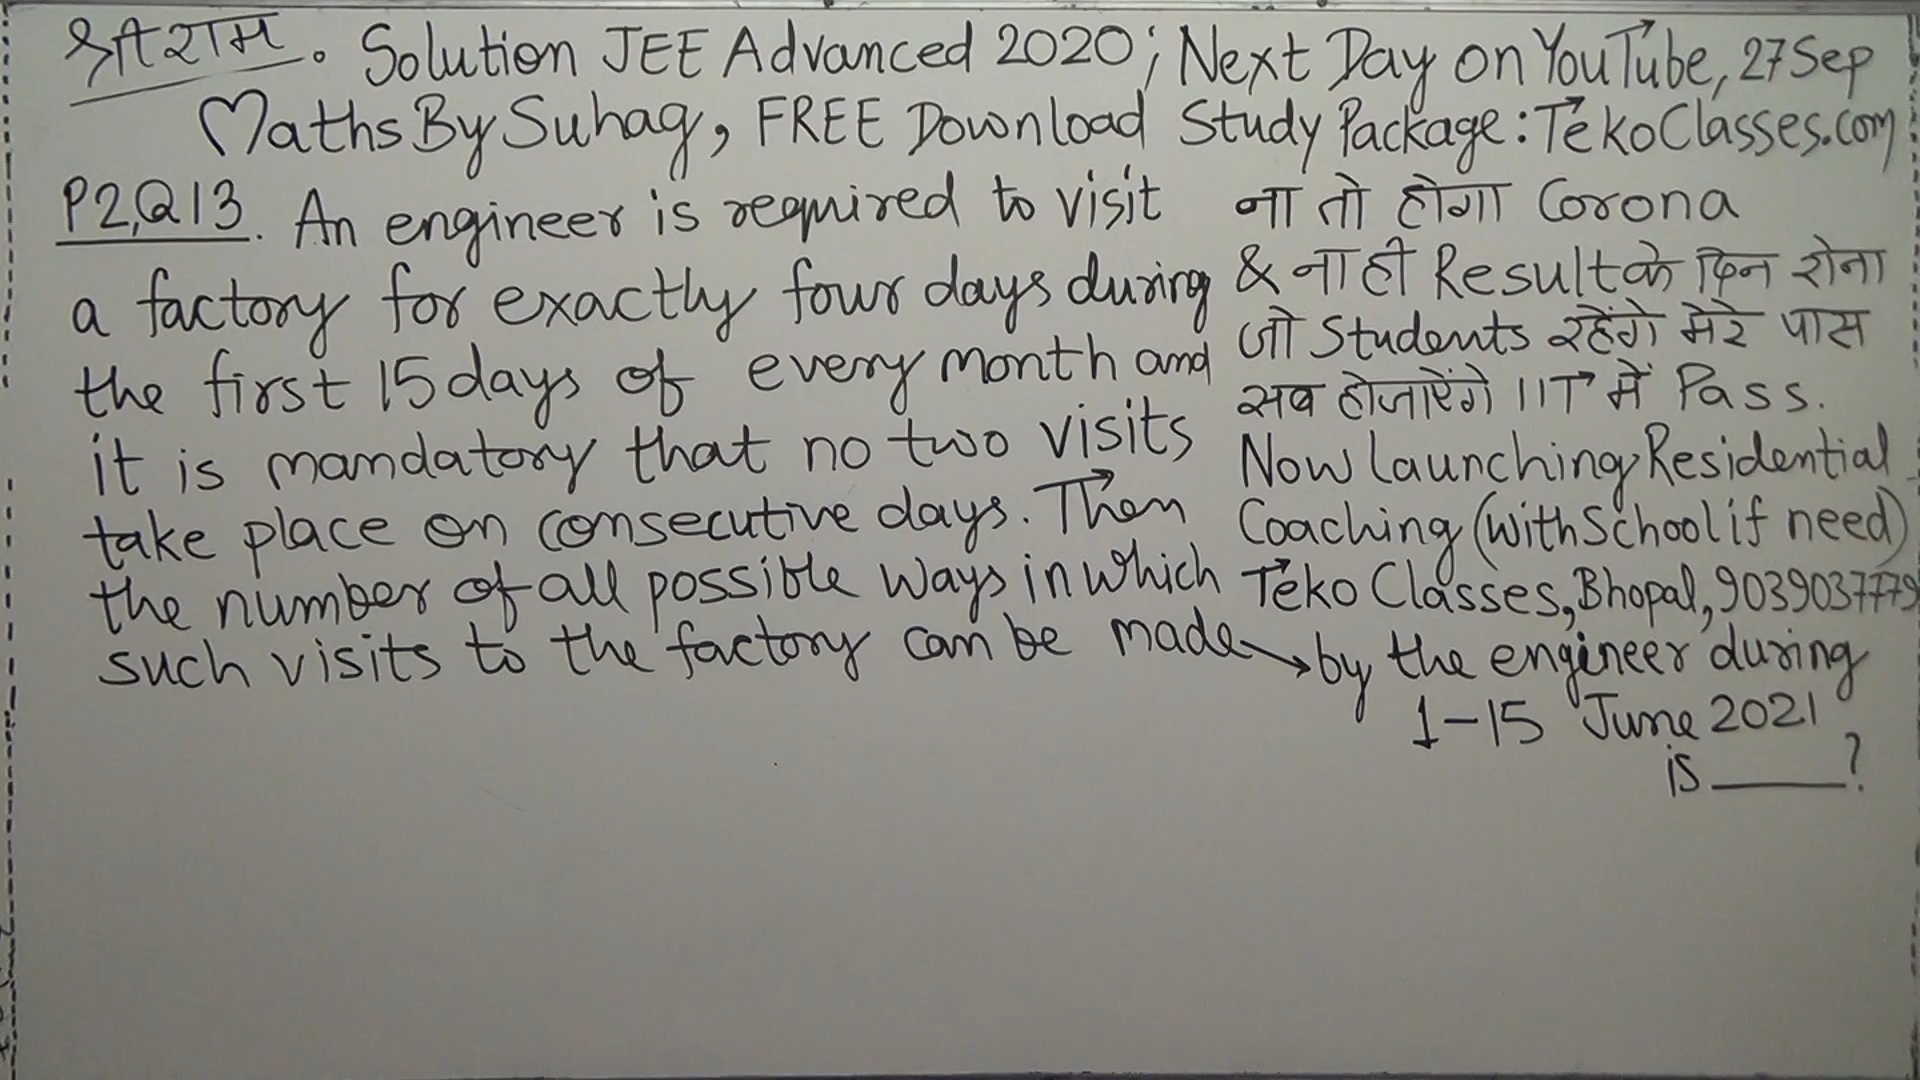 श्री राम. Solution JEE Advanced 2020; Next Day on YouTube, 27 Sep
Maths By Suhag, FREE Download Study Package: TekoClasses.com
P2,Q13. An engineer is required to visit
a factory for exactly four days during
the first 15 days of every month and
it is mandatory that no two visits
take place on consecutive days. Then
the number of all possible ways in which
such visits to the factory can be made
ना तो होगा Corona
& ना ही Result के दिन रोना
जो Students रहेंगे मेरे पास
सब होजाऐंगे IIT में Pass.
Now Launching Residential
Coaching (with School if need)
Teko Classes, Bhopal, 9039037779
→ by the engineer during
1-15 June 2021
is ____?